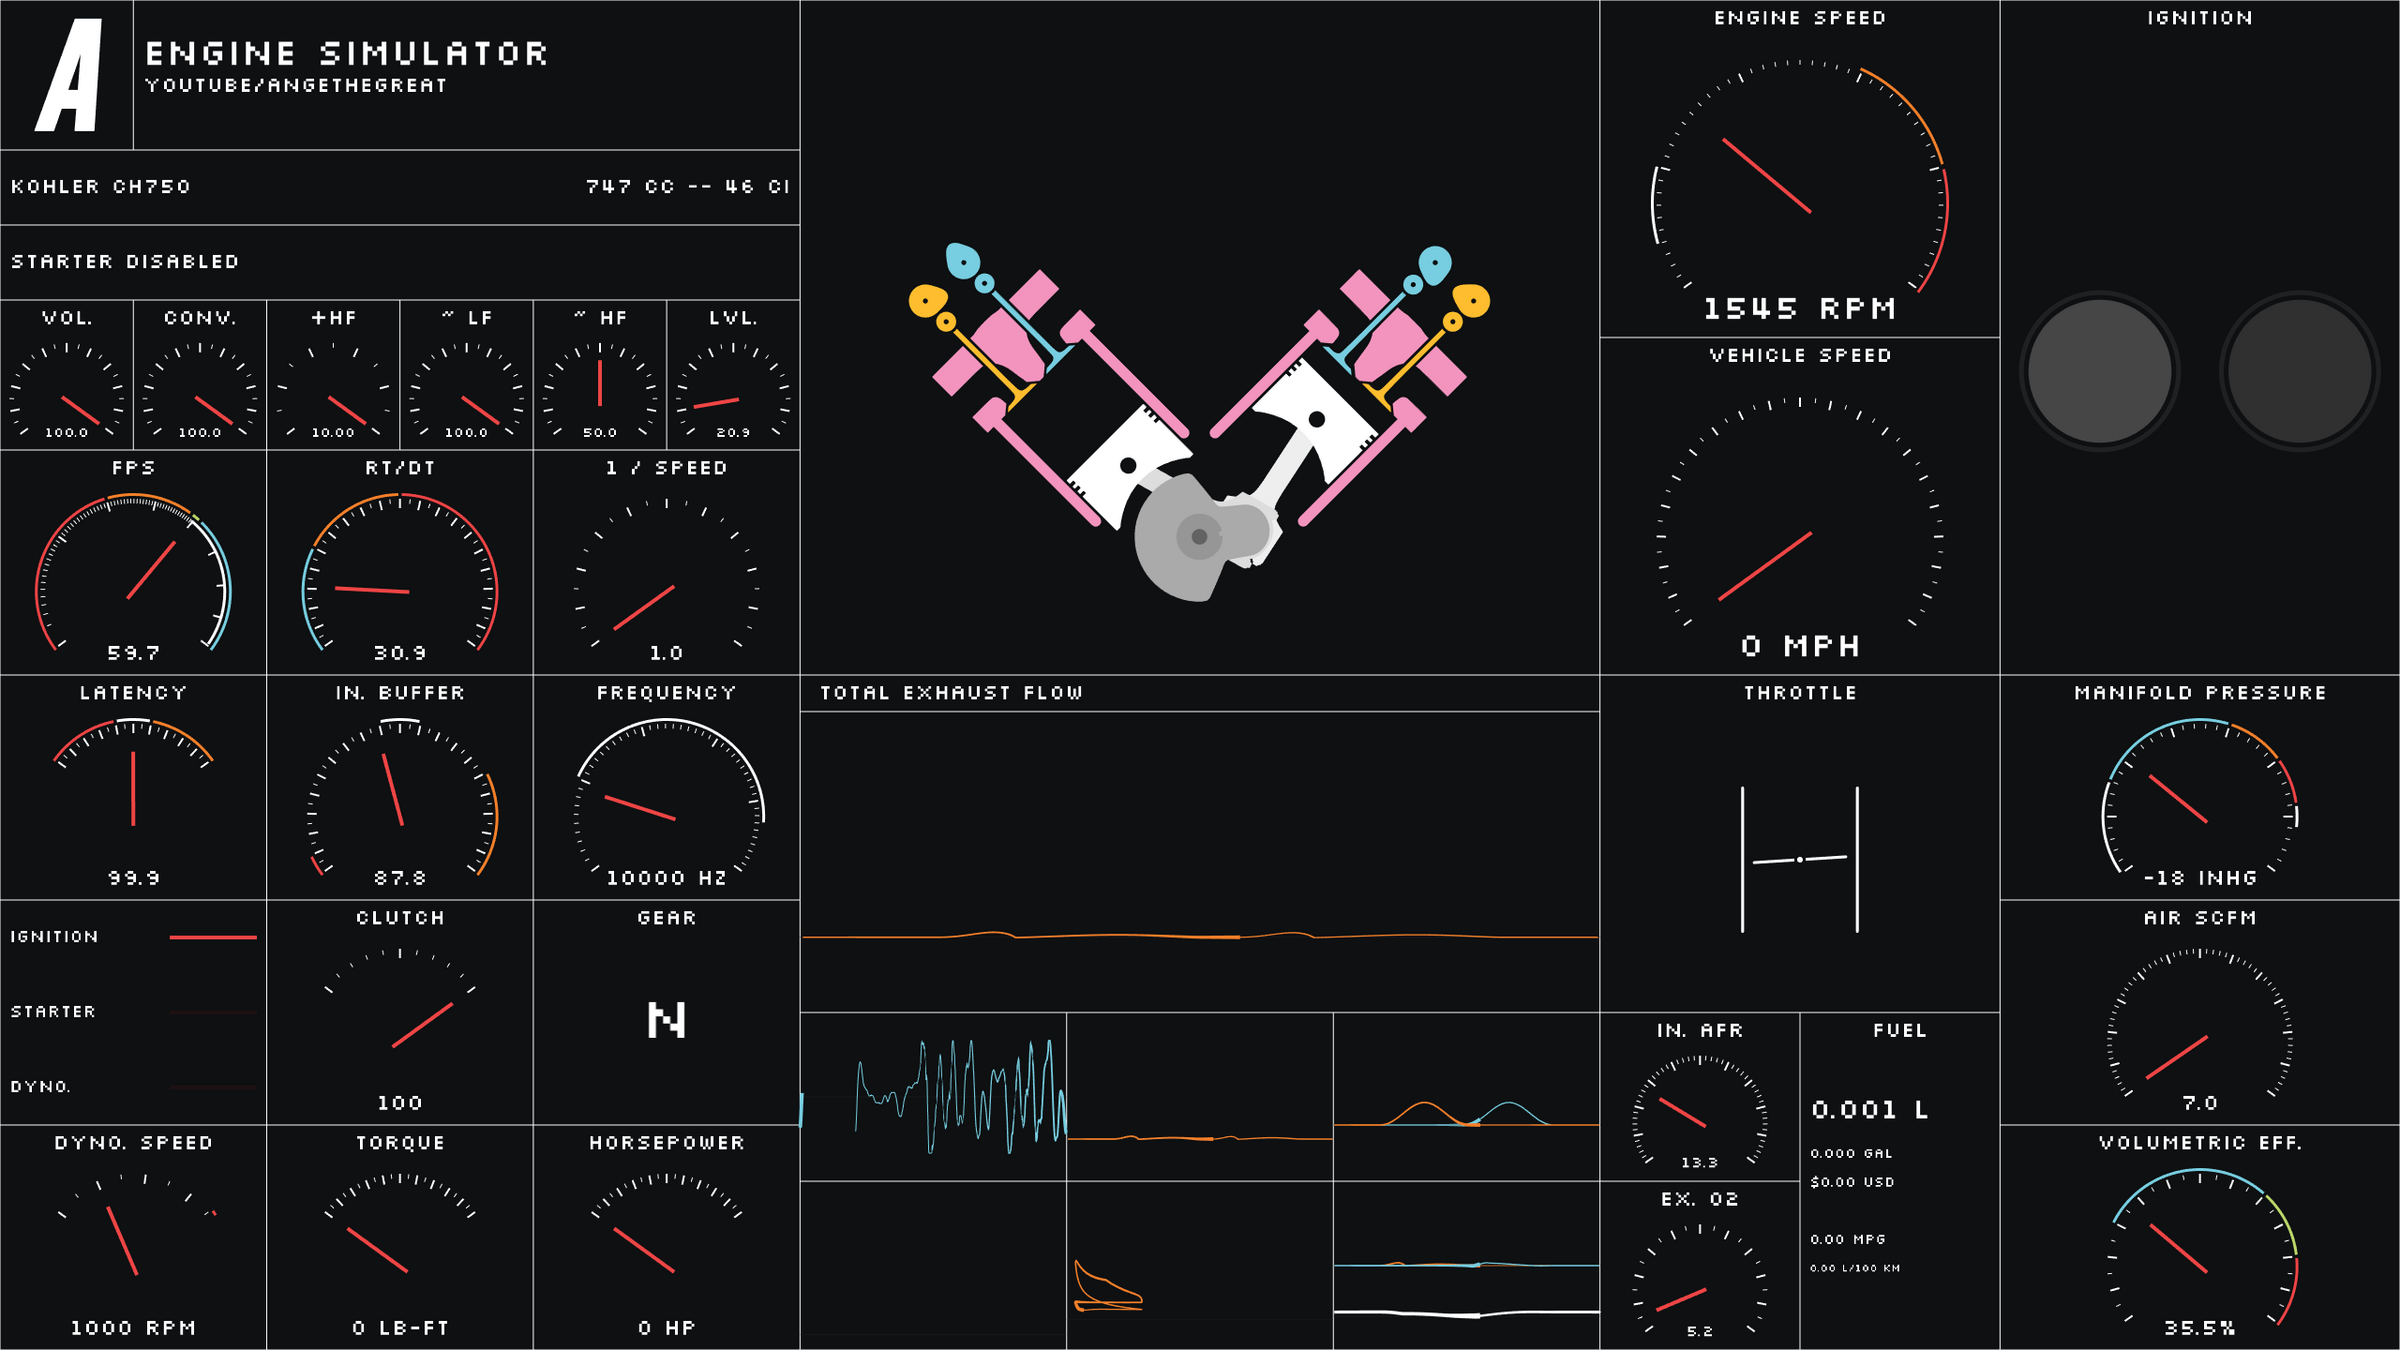 A
ENGINE SIMULATOR
YOUTUBE/ANGETHEGREAT
KOHLER CH750
747 CC -- 46 CI
STARTER DISABLED
VOL.
100.0
CONV.
100.0
+HF
10.00
~ LF
100.0
~ HF
50.0
LVL.
20.9
FPS
59.7
RT/DT
30.9
1 / SPEED
1.0
LATENCY
99.9
IN. BUFFER
87.8
FREQUENCY
10000 HZ
IGNITION
STARTER
DYNO.
CLUTCH
100
GEAR
N
DYNO. SPEED
1000 RPM
TORQUE
0 LB-FT
HORSEPOWER
0 HP
TOTAL EXHAUST FLOW
ENGINE SPEED
1545 RPM
VEHICLE SPEED
0 MPH
THROTTLE
IN. AFR
13.3
EX. O2
5.2
FUEL
0.001 L
0.000 GAL
$0.00 USD
0.00 MPG
0.00 L/100 KM
IGNITION
MANIFOLD PRESSURE
-18 INHG
AIR SCFM
7.0
VOLUMETRIC EFF.
35.5%